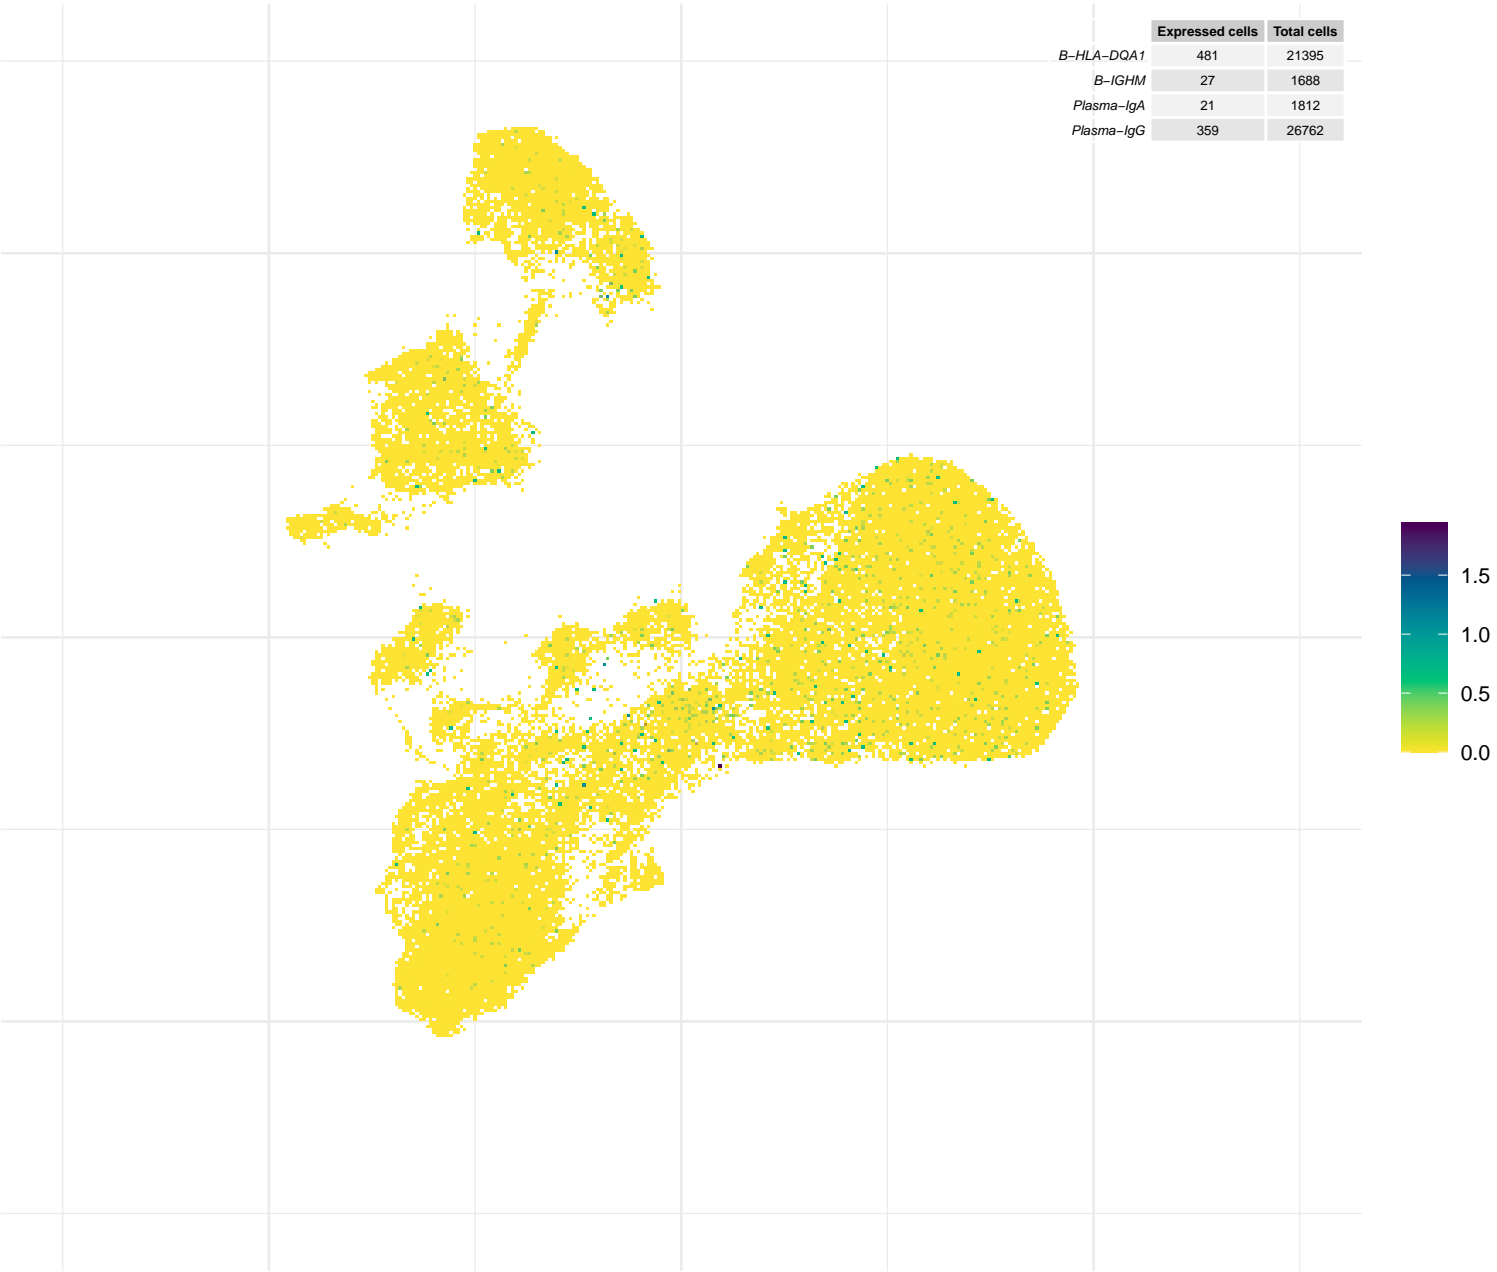 Expressed cells Total cells
B−HLA−DQA1 481 21395
B−IGHM 27 1688
Plasma−IgA 21 1812
Plasma−IgG 359 26762
1.5
1.0
0.5
0.0